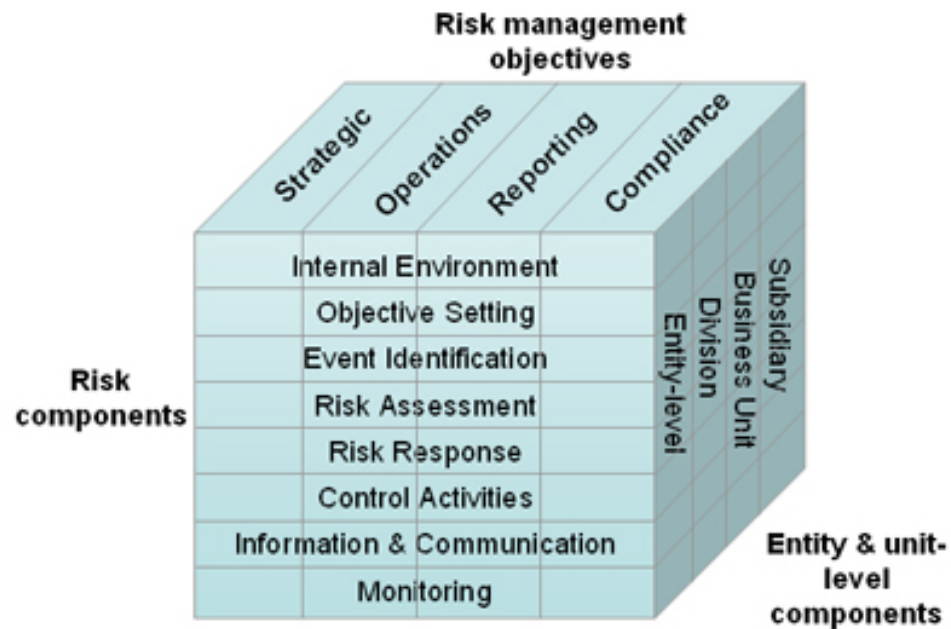 Risk management
objectives
Strategic
Operations
Reporting
Compliance
Internal Environment
Objective Setting
Event Identification
Risk Assessment
Risk Response
Control Activities
Information & Communication
Monitoring
Risk
components
Entity-level
Division
Business Unit
Subsidiary
Entity & unit-
level
components